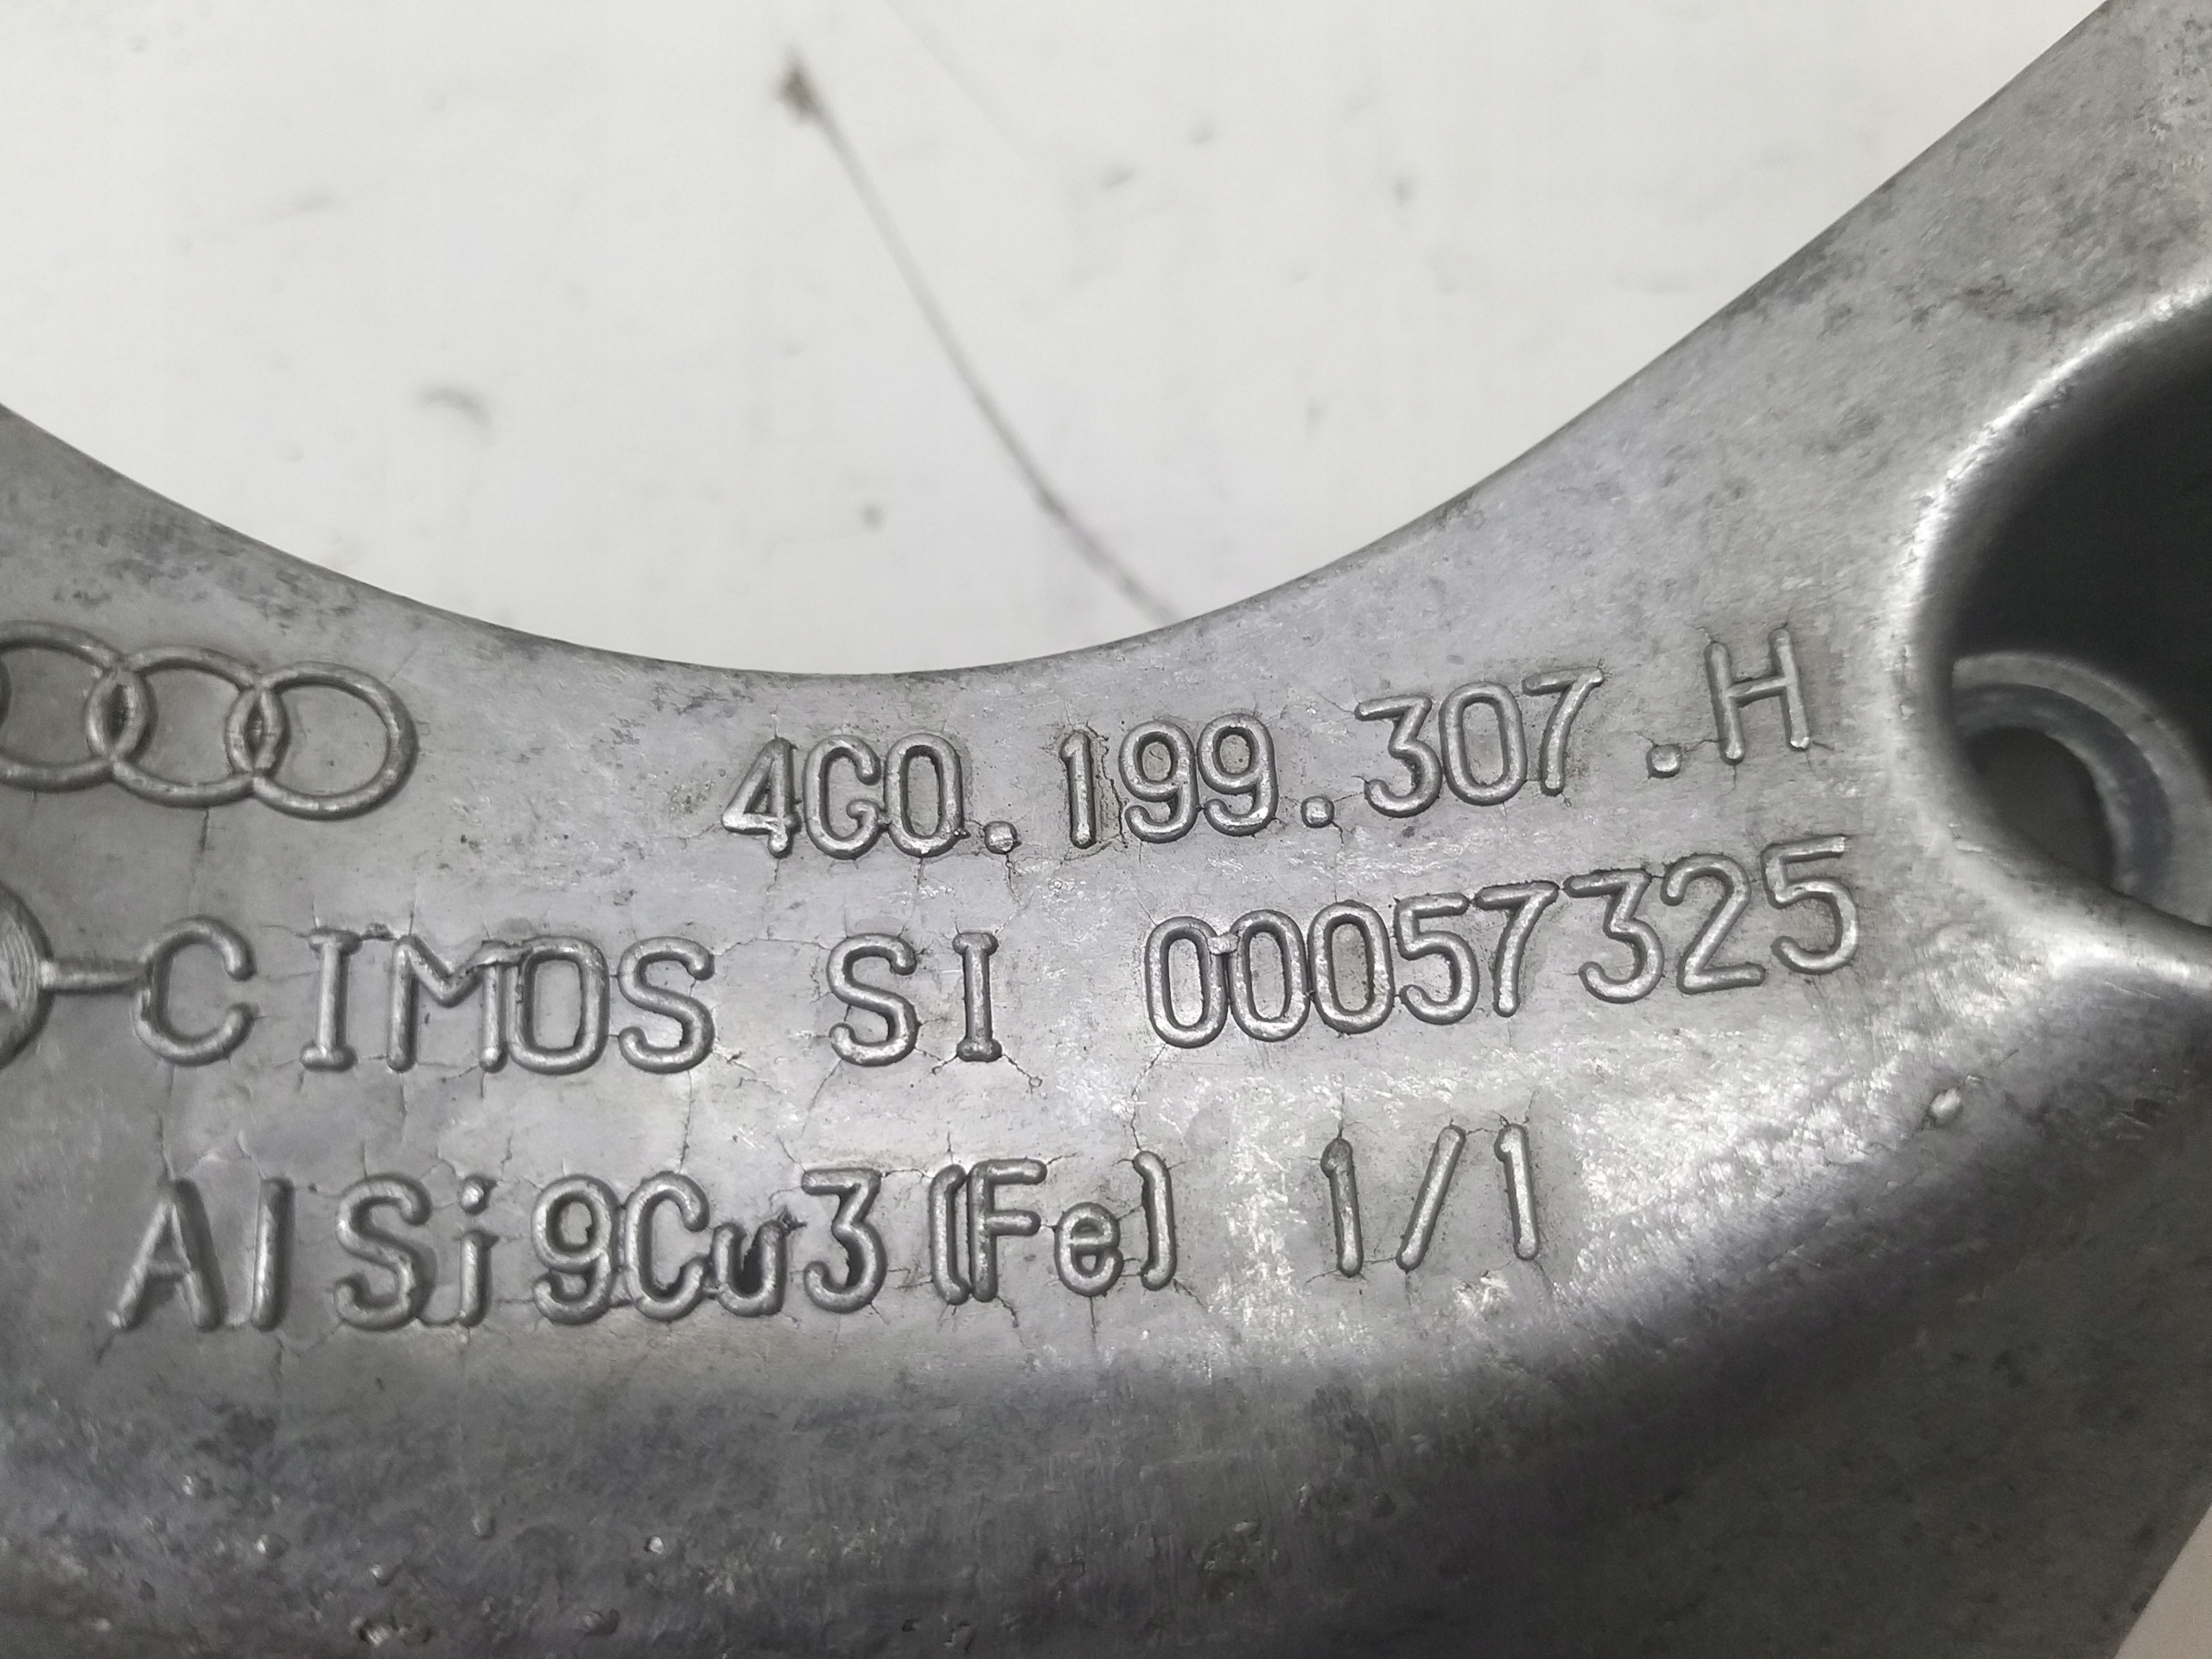 4G0.199.307.H
CIMOS SI 00057325
AlSi9Cu3(Fe) 1/1